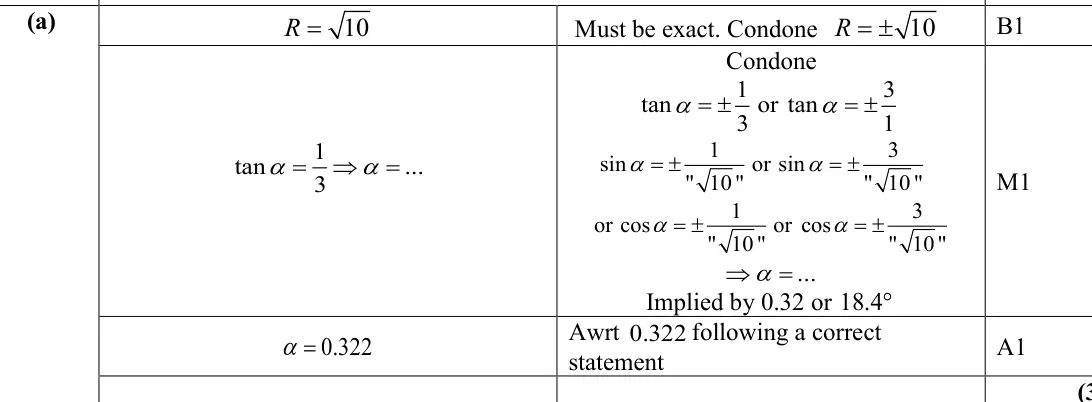 (a)
R = √10
Must be exact. Condone R = ±√10
B1
tan α = 1/3 ⇒ α = ...
Condone
tan α = ± 1/3 or tan α = ± 3/1
sin α = ± 1/"√10" or sin α = ± 3/"√10"
or cos α = ± 1/"√10" or cos α = ± 3/"√10"
⇒ α = ...
Implied by 0.32 or 18.4°
M1
α = 0.322
Awrt 0.322 following a correct
statement
A1
(3